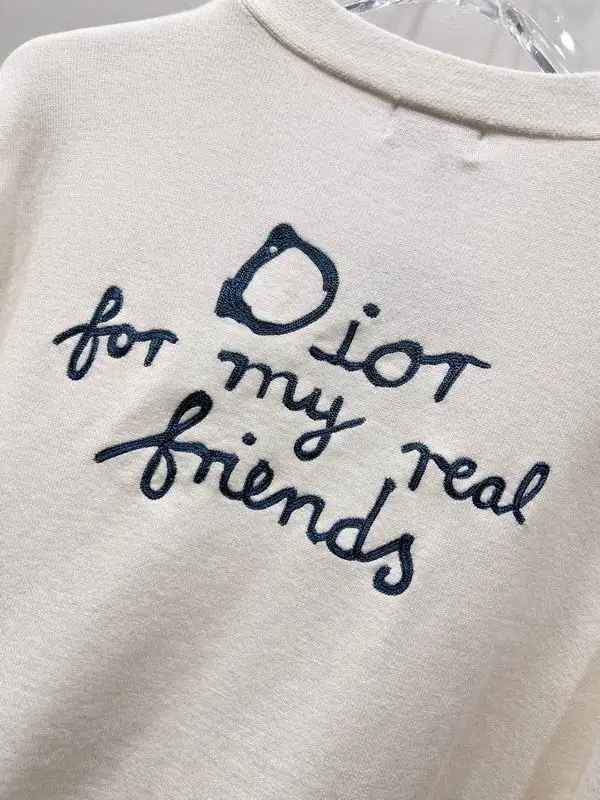 Dior
for my real
friends